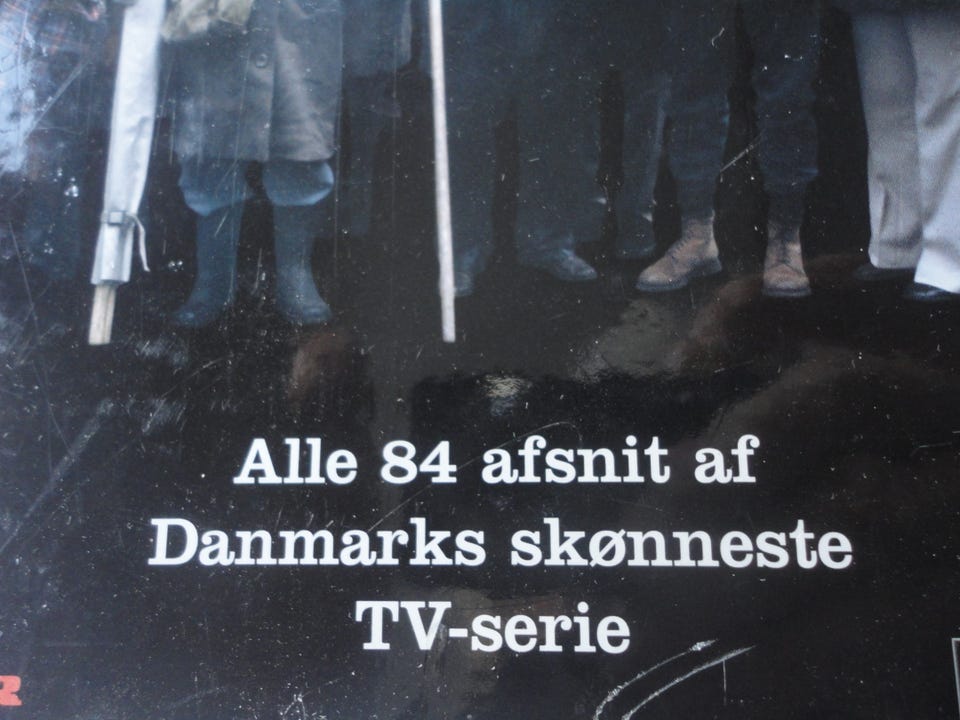 Alle 84 afsnit af
Danmarks skønneste
TV-serie
R